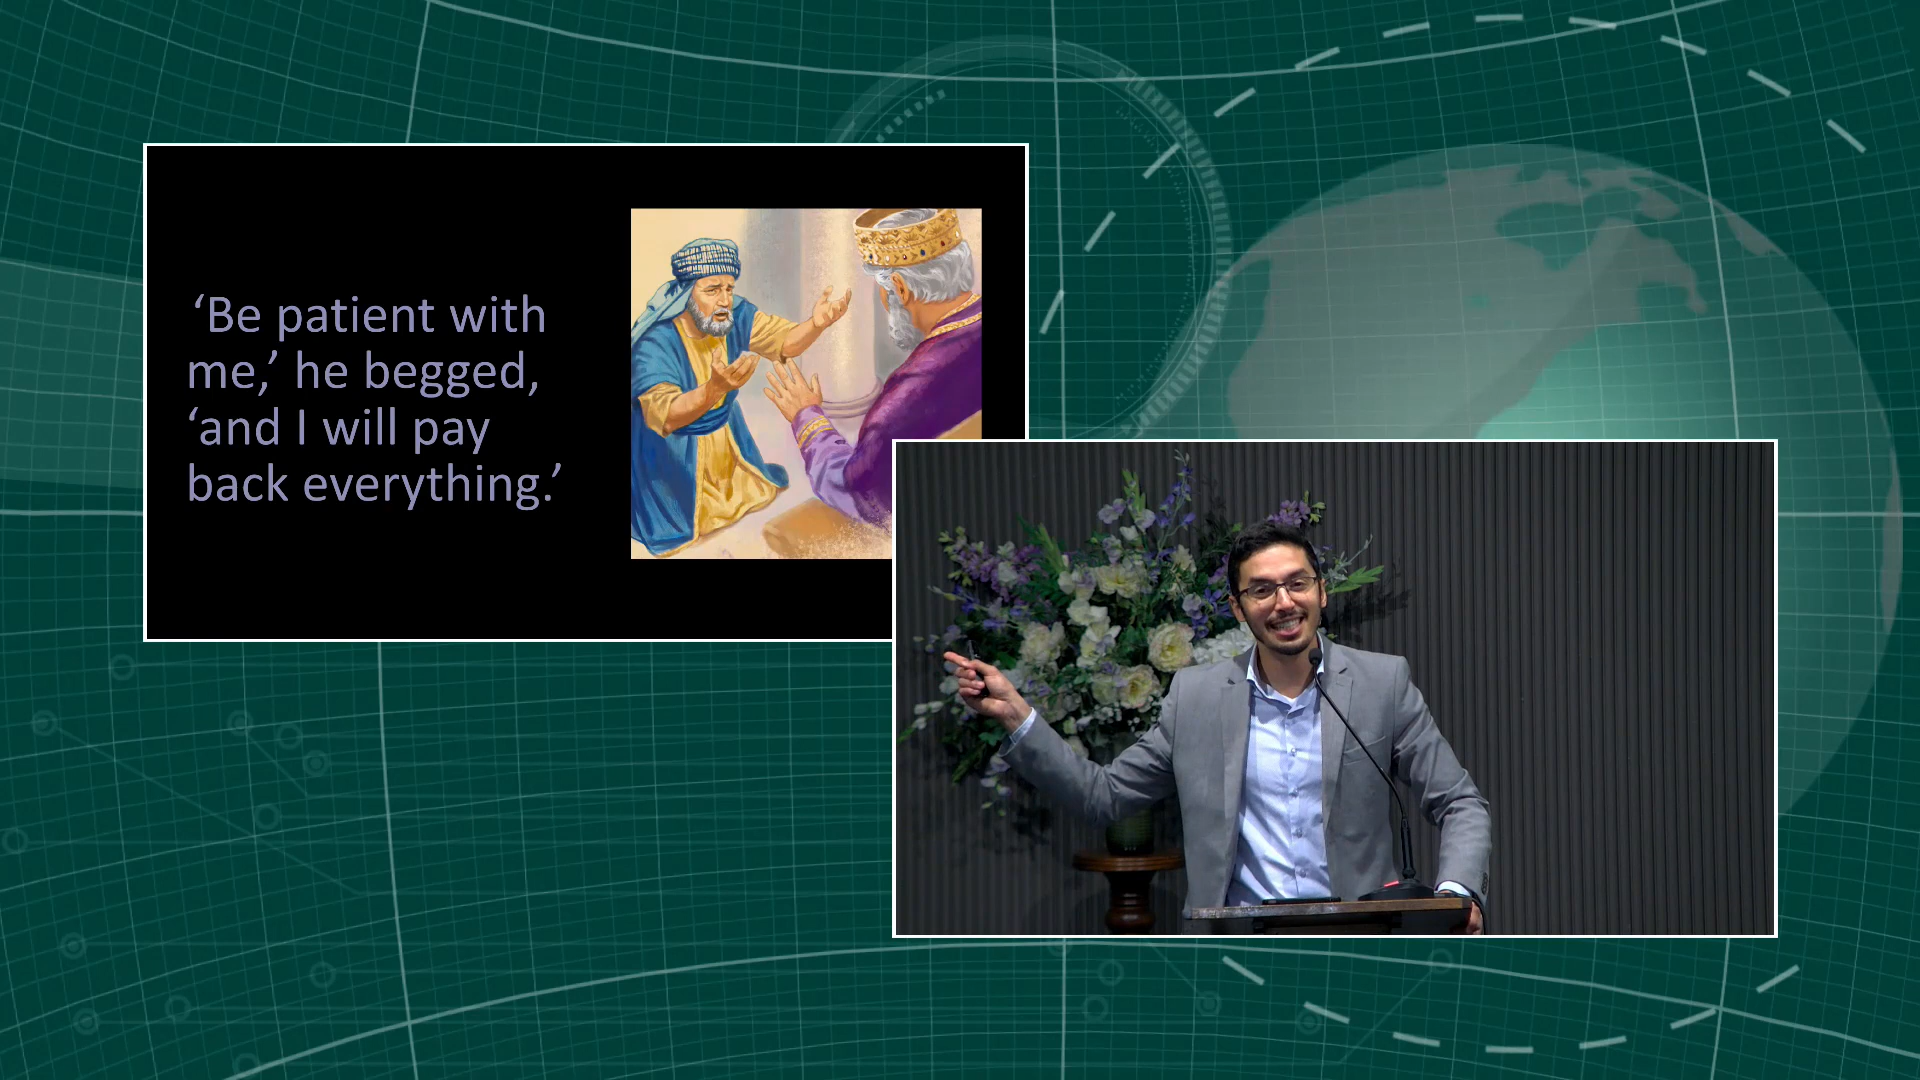 ‘Be patient with
me,’ he begged,
‘and I will pay
back everything.’